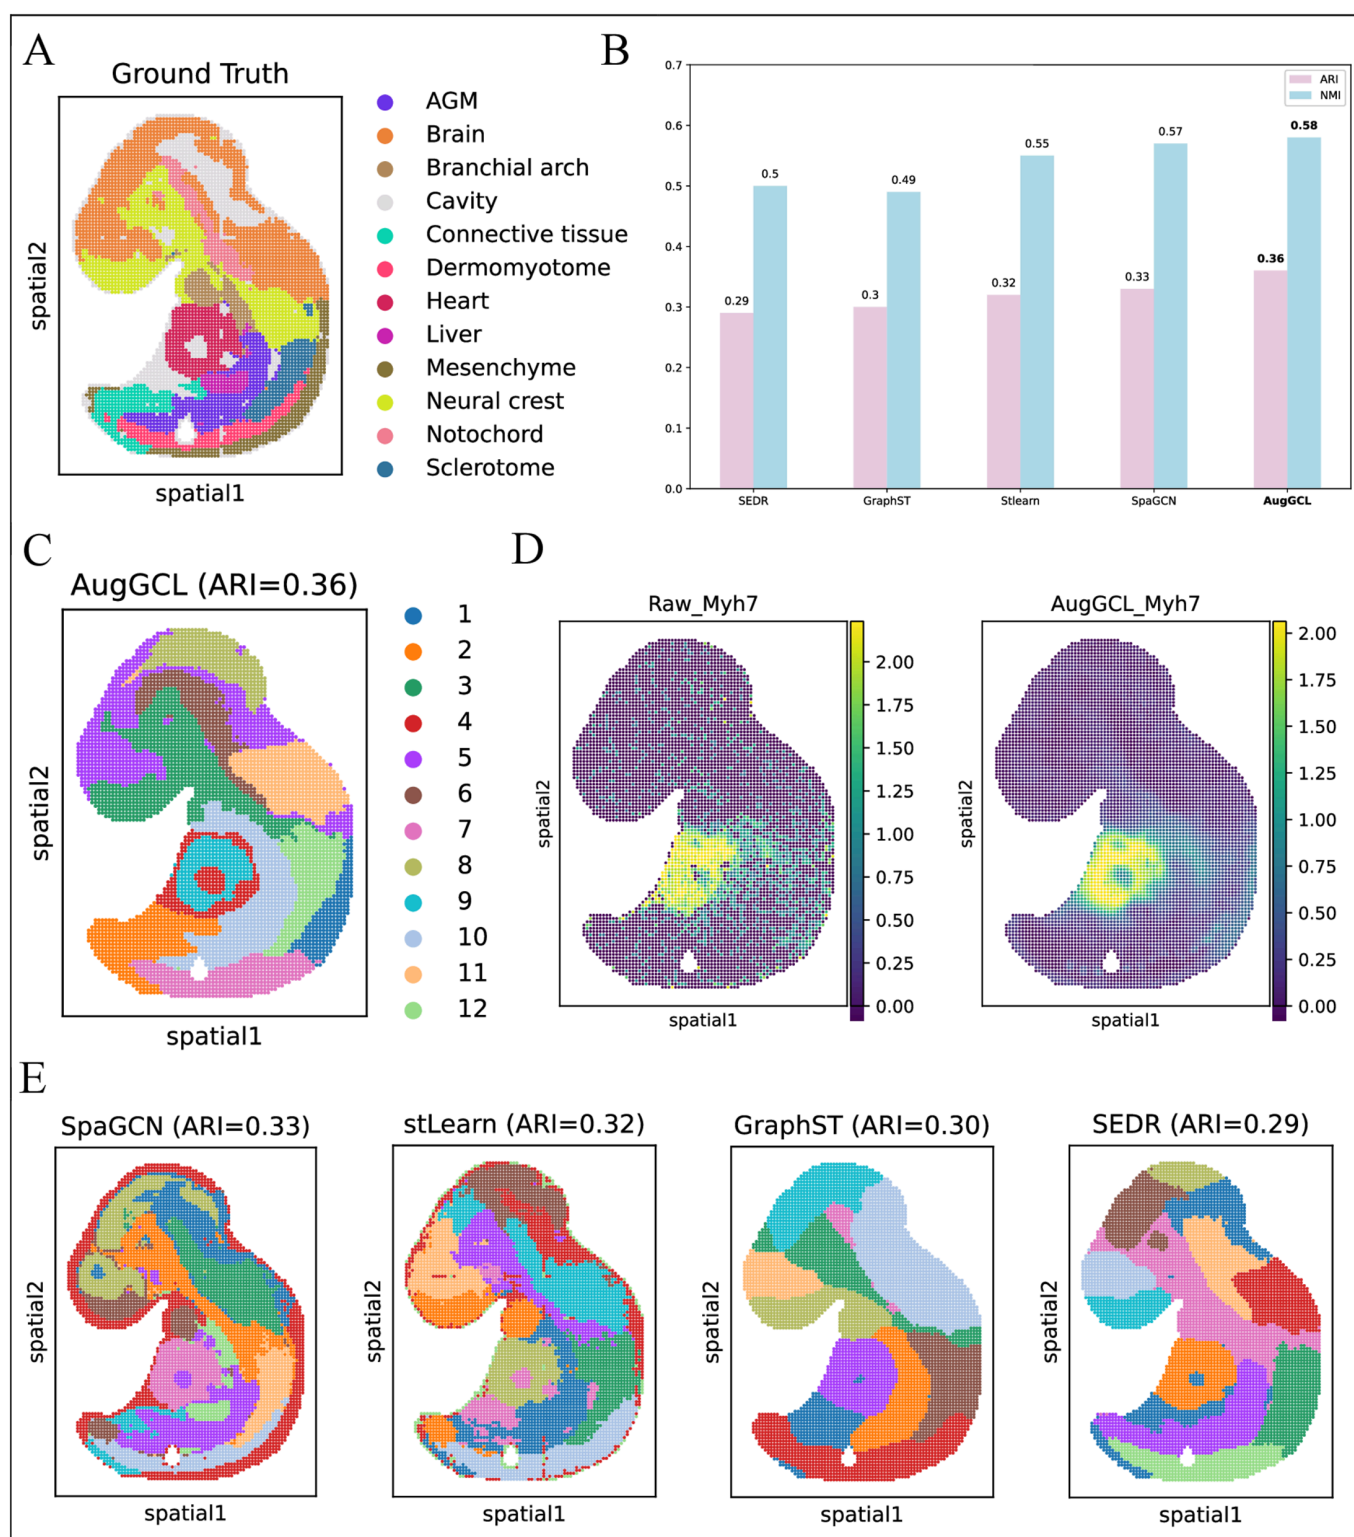 A
Ground Truth
spatial2
spatial1
AGM
Brain
Branchial arch
Cavity
Connective tissue
Dermomyotome
Heart
Liver
Mesenchyme
Neural crest
Notochord
Sclerotome
B
0.7
0.6
0.5
0.4
0.3
0.2
0.1
0.0
ARI
NMI
0.29
0.5
0.3
0.49
0.32
0.55
0.33
0.57
0.36
0.58
SEDR
GraphST
Stlearn
SpaGCN
AugGCL
C
AugGCL (ARI=0.36)
spatial2
spatial1
1
2
3
4
5
6
7
8
9
10
11
12
D
Raw_Myh7
spatial2
spatial1
2.00
1.75
1.50
1.25
1.00
0.75
0.50
0.25
0.00
AugGCL_Myh7
spatial2
spatial1
2.00
1.75
1.50
1.25
1.00
0.75
0.50
0.25
0.00
E
SpaGCN (ARI=0.33)
spatial2
spatial1
stLearn (ARI=0.32)
spatial2
spatial1
GraphST (ARI=0.30)
spatial2
spatial1
SEDR (ARI=0.29)
spatial2
spatial1